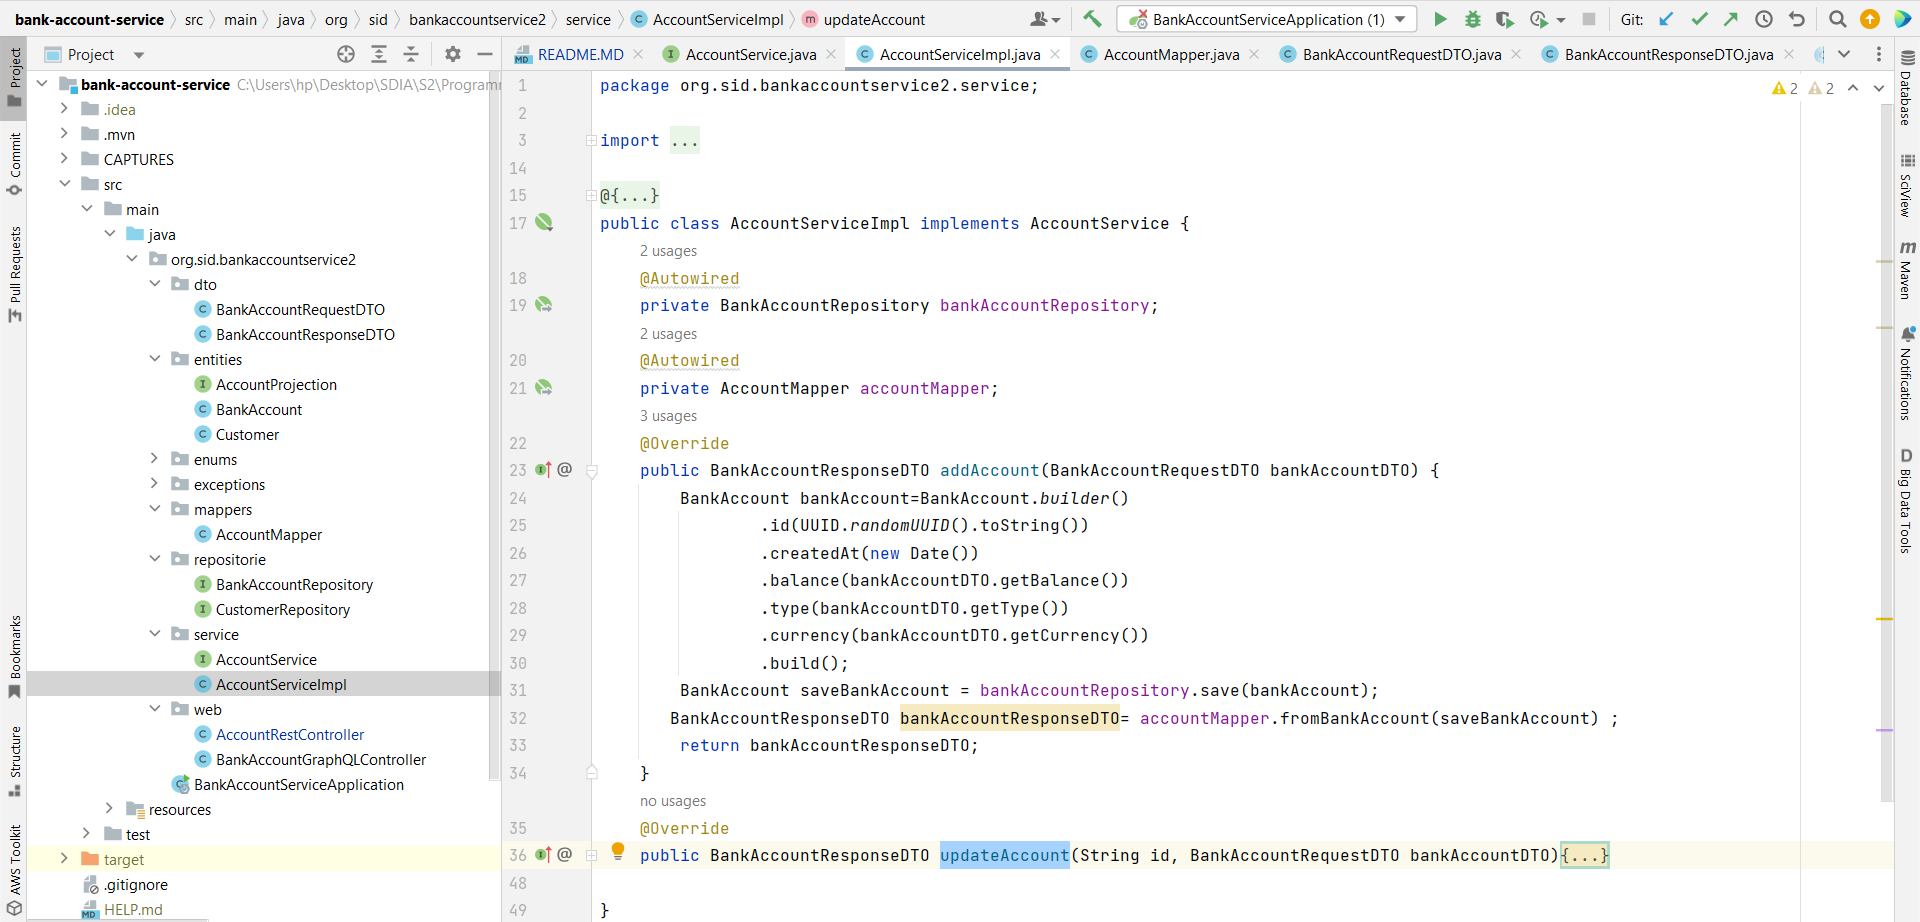 bank-account-service src main java org sid bankaccountservice2 service AccountServiceImpl updateAccount BankAccountServiceApplication (1) Git:
Project README.MD AccountService.java AccountServiceImpl.java AccountMapper.java BankAccountRequestDTO.java BankAccountResponseDTO.java
Project
Commit
Pull Requests
Bookmarks
Structure
AWS Toolkit
bank-account-service C:\Users\hp\Desktop\SDIA\S2\Programm
.idea
.mvn
CAPTURES
src
main
java
org.sid.bankaccountservice2
dto
BankAccountRequestDTO
BankAccountResponseDTO
entities
AccountProjection
BankAccount
Customer
enums
exceptions
mappers
AccountMapper
repositorie
BankAccountRepository
CustomerRepository
service
AccountService
AccountServiceImpl
web
AccountRestController
BankAccountGraphQLController
BankAccountServiceApplication
resources
test
target
.gitignore
HELP.md
1 package org.sid.bankaccountservice2.service; 2 2
2
3 import ...
14
15 @{...}
17 public class AccountServiceImpl implements AccountService {
2 usages
18 @Autowired
19 private BankAccountRepository bankAccountRepository;
2 usages
20 @Autowired
21 private AccountMapper accountMapper;
3 usages
22 @Override
23 @ public BankAccountResponseDTO addAccount(BankAccountRequestDTO bankAccountDTO) {
24 BankAccount bankAccount=BankAccount.builder()
25 .id(UUID.randomUUID().toString())
26 .createdAt(new Date())
27 .balance(bankAccountDTO.getBalance())
28 .type(bankAccountDTO.getType())
29 .currency(bankAccountDTO.getCurrency())
30 .build();
31 BankAccount saveBankAccount = bankAccountRepository.save(bankAccount);
32 BankAccountResponseDTO bankAccountResponseDTO= accountMapper.fromBankAccount(saveBankAccount) ;
33 return bankAccountResponseDTO;
34 }
no usages
35 @Override
36 @ public BankAccountResponseDTO updateAccount(String id, BankAccountRequestDTO bankAccountDTO){...}
48
49 }
Database
SciView
m Maven
Notifications
D Big Data Tools